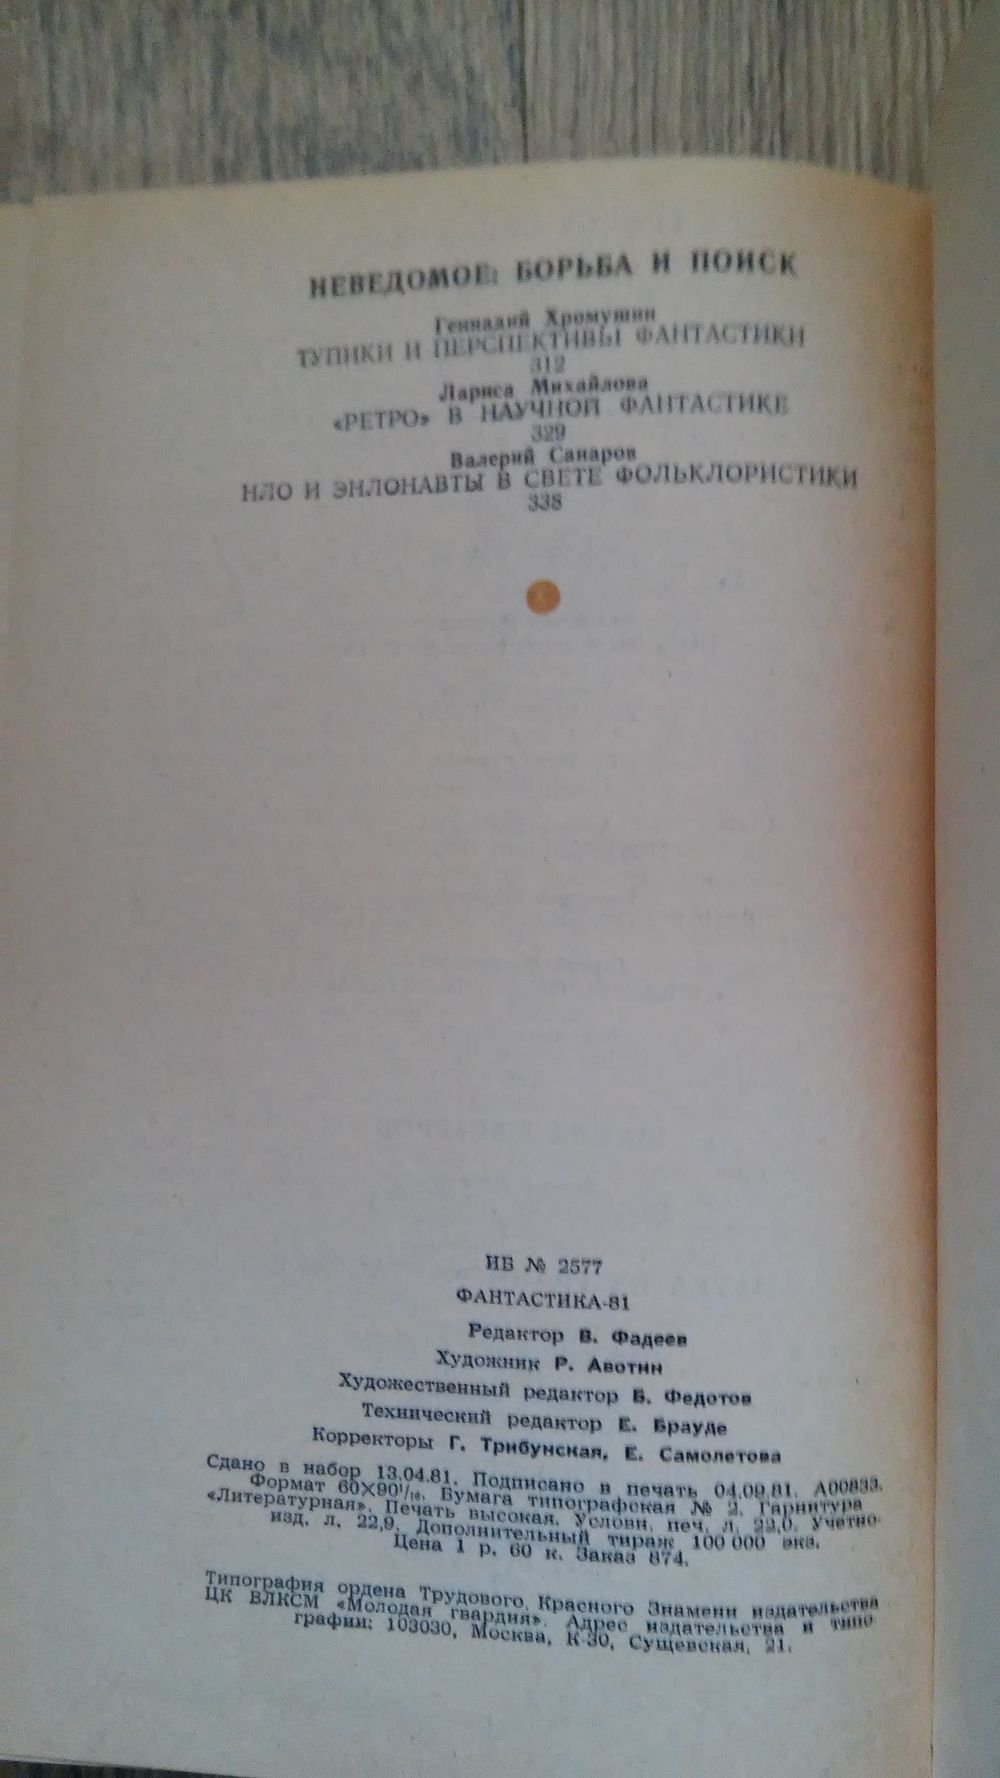 НЕВЕДОМОЕ: БОРЬБА И ПОИСК
Геннадий Хромушин
ТУПИКИ И ПЕРСПЕКТИВЫ ФАНТАСТИКИ
312
Лариса Михайлова
«РЕТРО» В НАУЧНОЙ ФАНТАСТИКЕ
329
Валерий Санаров
НЛО И ЭНЛОНАВТЫ В СВЕТЕ ФОЛЬКЛОРИСТИКИ
338
ИБ № 2577
ФАНТАСТИКА-81
Редактор В. Фадеев
Художник Р. Авотин
Художественный редактор Б. Федотов
Технический редактор Е. Брауде
Корректоры Г. Трибунская, Е. Самолетова
Сдано в набор 13.04.81. Подписано в печать 04.09.81. А00833.
Формат 60×90¹/₁₆. Бумага типографская № 2. Гарнитура
«Литературная». Печать высокая. Условн. печ. л. 22,0. Учетно-
изд. л. 22,9. Дополнительный тираж 100 000 экз.
Цена 1 р. 60 к. Заказ 874.
Типография ордена Трудового Красного Знамени издательства
ЦК ВЛКСМ «Молодая гвардия». Адрес издательства и типо-
графии: 103030, Москва, К-30, Сущевская, 21.